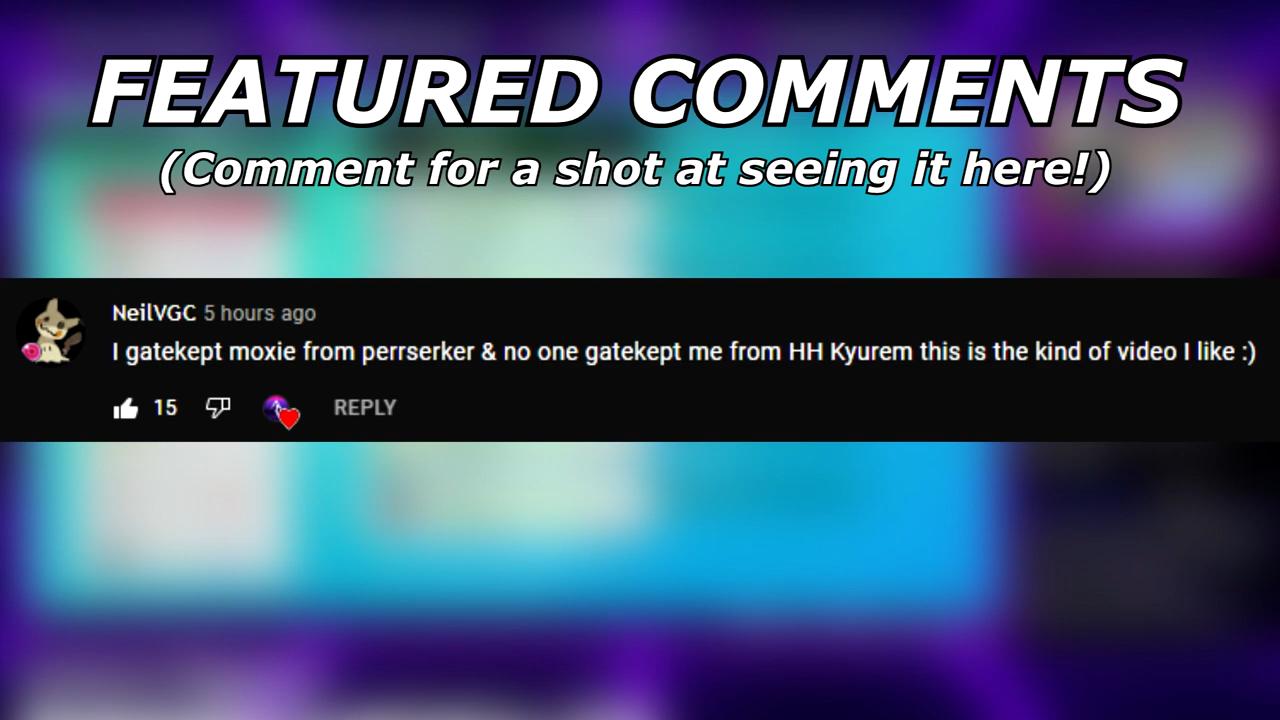 FEATURED COMMENTS
(Comment for a shot at seeing it here!)
NeilVGC 5 hours ago
I gatekept moxie from perrserker & no one gatekept me from HH Kyurem this is the kind of video I like :)
15 REPLY